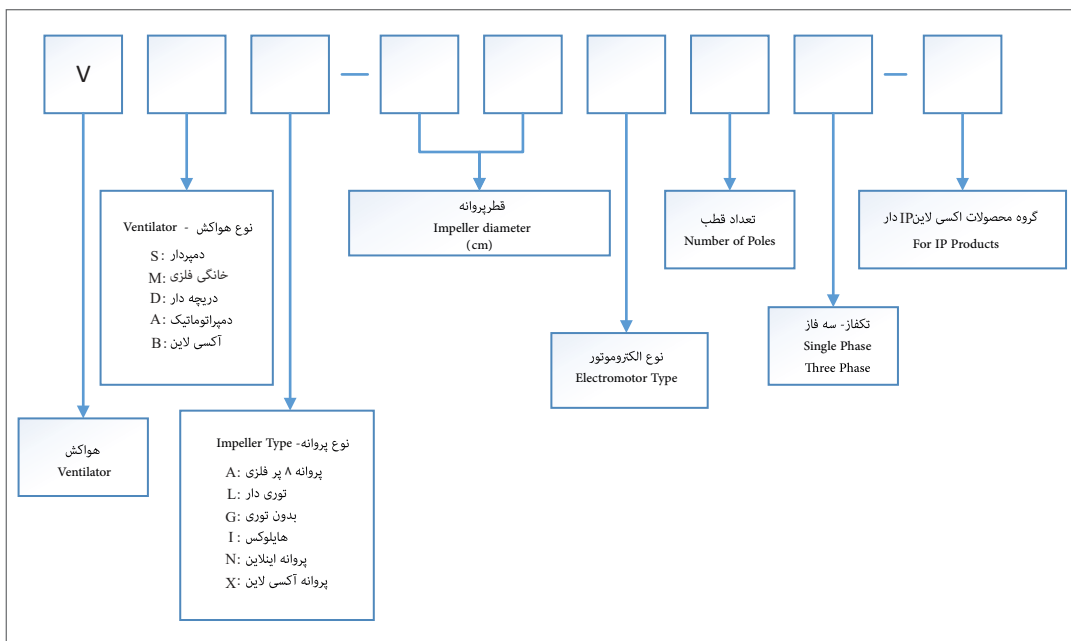 V
نوع هواکش - Ventilator
S: دمپردار
M: خانگی فلزی
D: دریچه دار
A: دمپراتوماتیک
B: آکسی لاین
قطرپروانه
Impeller diameter
(cm)
تعداد قطب
Number of Poles
گروه محصولات اکسی لاینIP دار
For IP Products
تکفاز- سه فاز
Single Phase
Three Phase
نوع الکتروموتور
Electromotor Type
هواکش
Ventilator
نوع پروانه- Impeller Type
A: پروانه ۸ پر فلزی
L: توری دار
G: بدون توری
I: هایلوکس
N: پروانه اینلاین
X: پروانه آکسی لاین